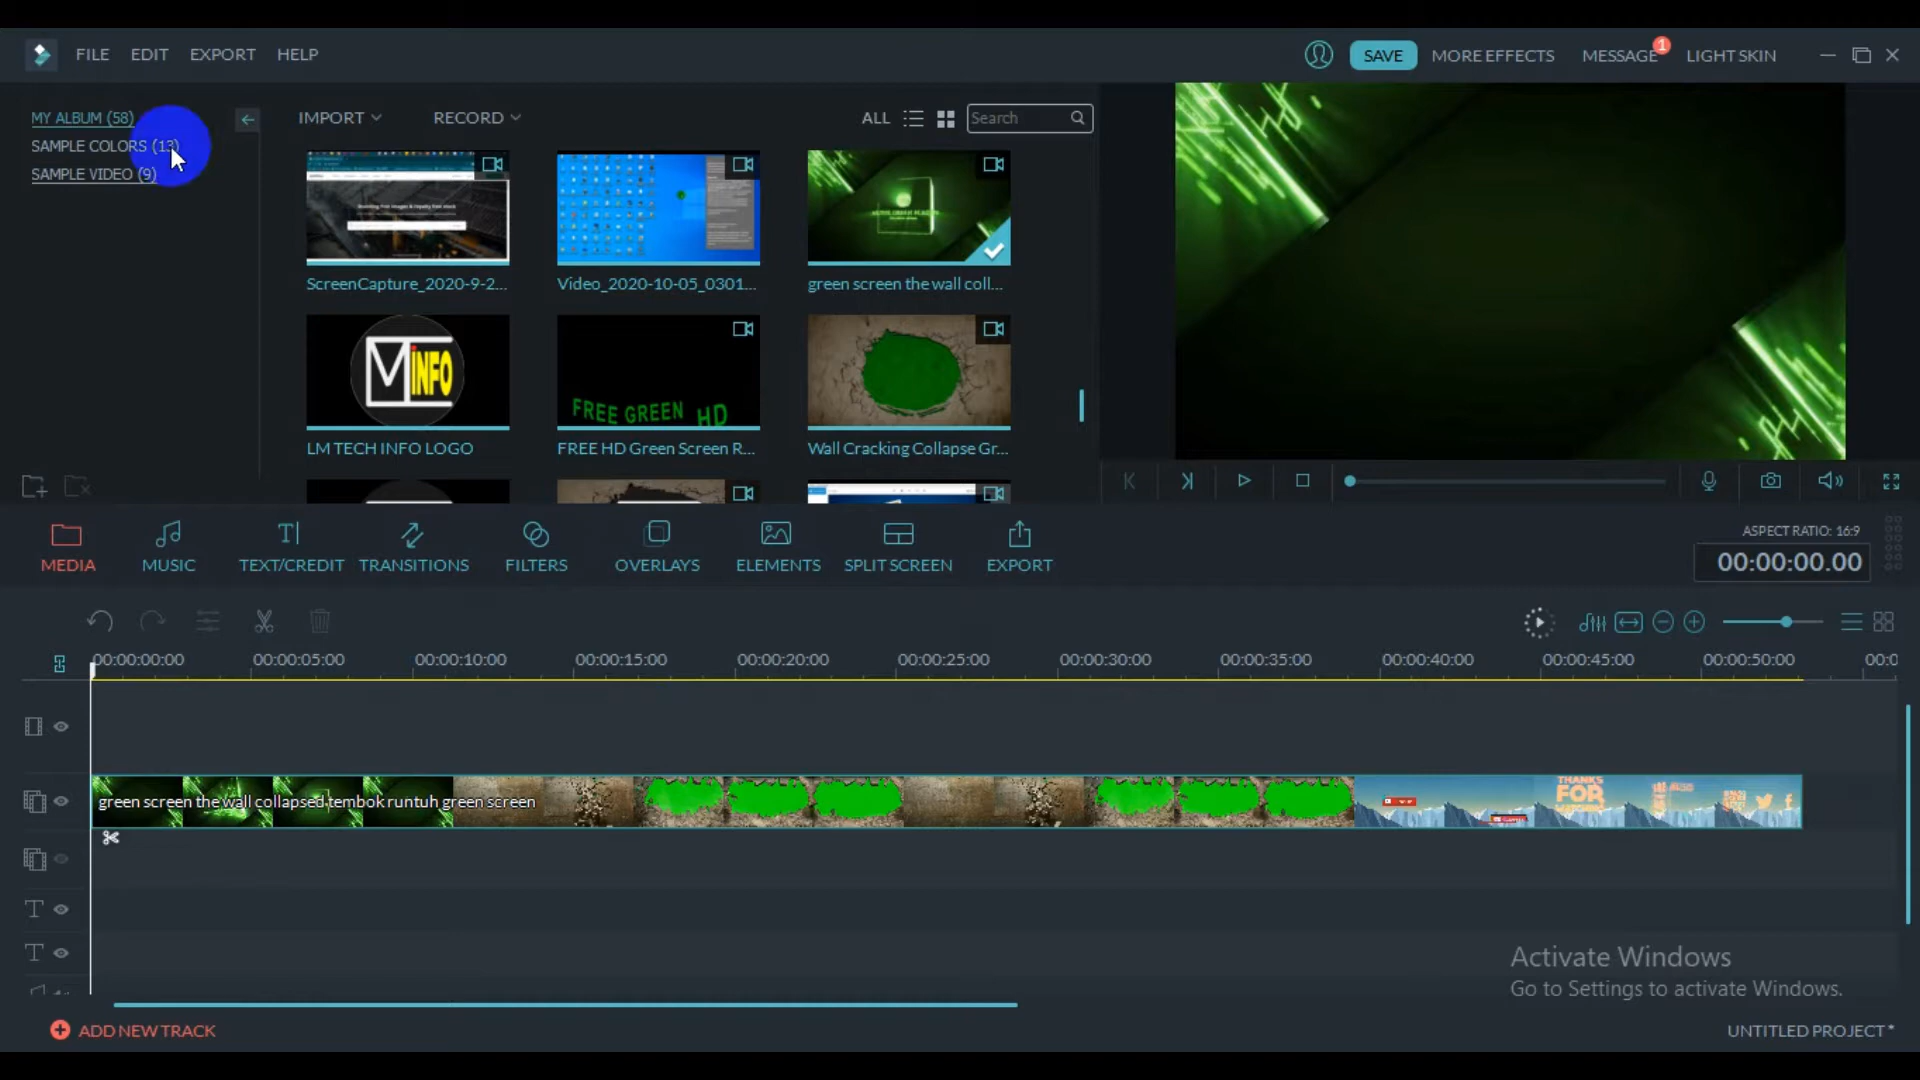 FILE EDIT EXPORT HELP
SAVE MORE EFFECTS MESSAGE 1 LIGHT SKIN
MY ALBUM (58)
SAMPLE COLORS (13)
SAMPLE VIDEO (9)
IMPORT RECORD ALL Search
ScreenCapture_2020-9-2... Video_2020-10-05_0301... green screen the wall coll...
M INFO
FREE GREEN HD
LM TECH INFO LOGO FREE HD Green Screen R... Wall Cracking Collapse Gr...
MEDIA MUSIC TEXT/CREDIT TRANSITIONS FILTERS OVERLAYS ELEMENTS SPLIT SCREEN EXPORT
ASPECT RATIO: 16:9
00:00:00.00
00:00:00:00 00:00:05:00 00:00:10:00 00:00:15:00 00:00:20:00 00:00:25:00 00:00:30:00 00:00:35:00 00:00:40:00 00:00:45:00 00:00:50:00 00:0
green screen the wall collapsed tembok runtuh green screen
THANKS
FOR
Activate Windows
Go to Settings to activate Windows.
ADD NEW TRACK
UNTITLED PROJECT*